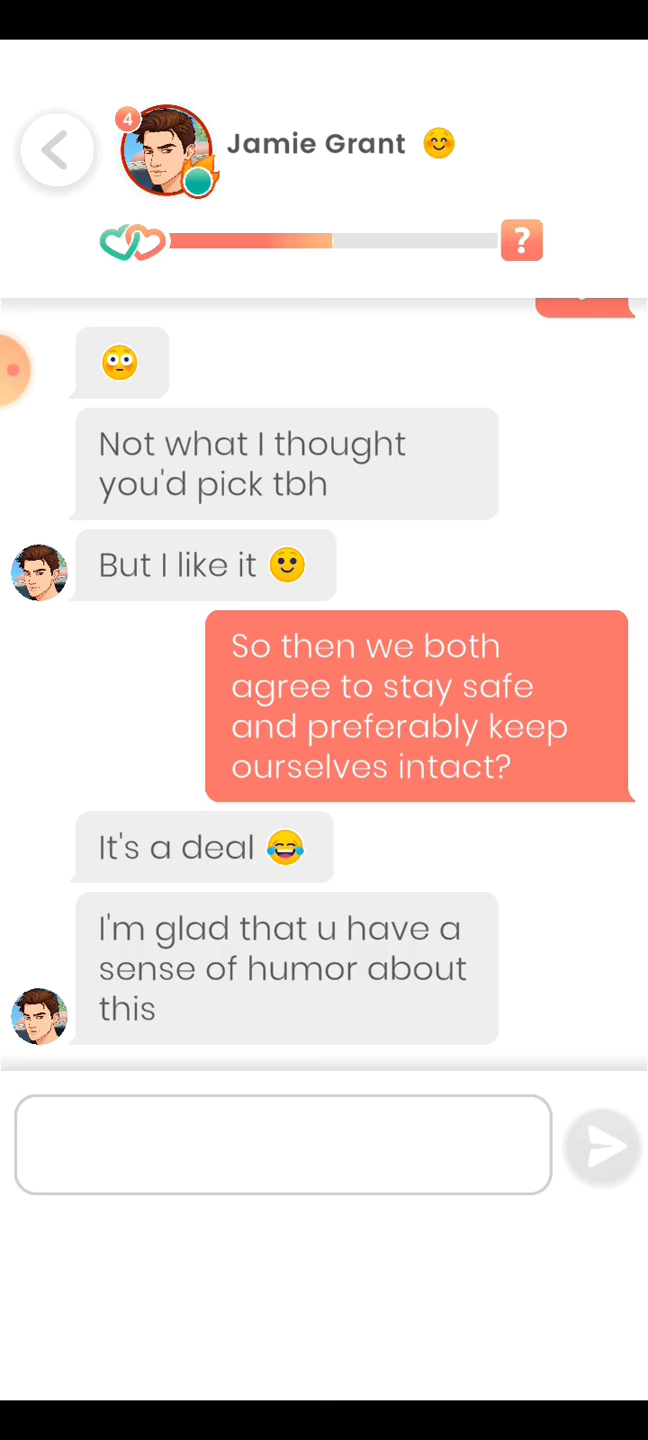 4
Jamie Grant 😊
?
😳
Not what I thought
you'd pick tbh
But I like it 🙂
So then we both
agree to stay safe
and preferably keep
ourselves intact?
It's a deal 😂
I'm glad that u have a
sense of humor about
this